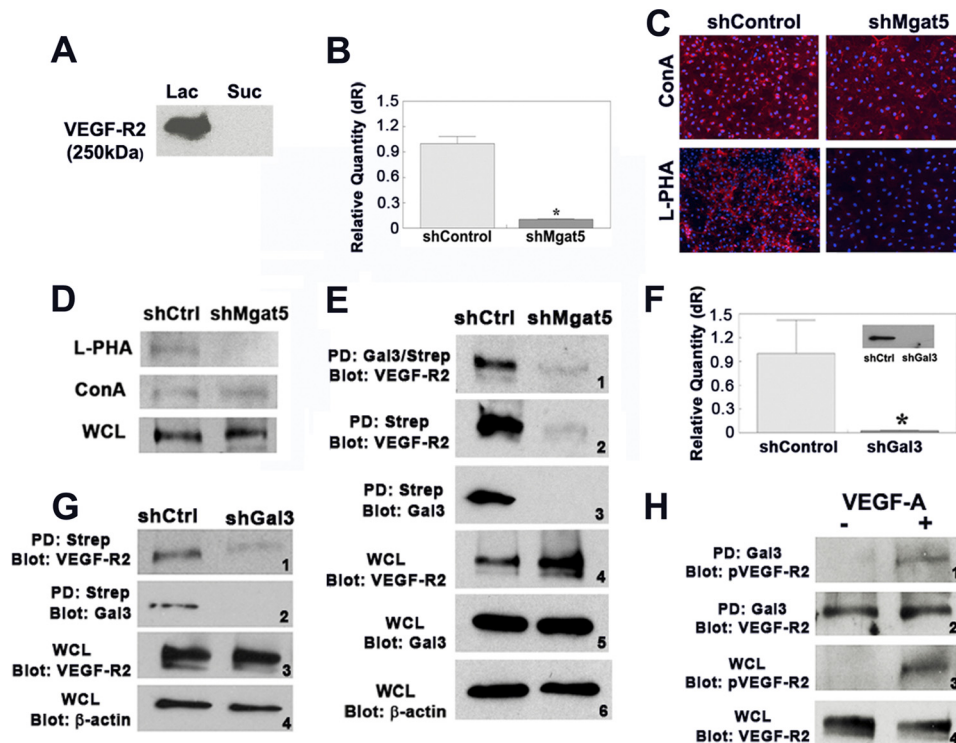 A
Lac Suc
VEGF-R2
(250kDa)
B
Relative Quantity (dR)
1.5
1.2
0.9
0.6
0.3
0
*
shControl shMgat5
C
shControl shMgat5
ConA
L-PHA
D
shCtrl shMgat5
L-PHA
ConA
WCL
E
shCtrl shMgat5
PD: Gal3/Strep
Blot: VEGF-R2
1
PD: Strep
Blot: VEGF-R2
2
PD: Strep
Blot: Gal3
3
WCL
Blot: VEGF-R2
4
WCL
Blot: Gal3
5
WCL
Blot: β-actin
6
F
Relative Quantity (dR)
1.5
1.2
0.9
0.6
0.3
0
shCtrl shGal3
*
shControl shGal3
G
shCtrl shGal3
PD: Strep
Blot: VEGF-R2
1
PD: Strep
Blot: Gal3
2
WCL
Blot: VEGF-R2
3
WCL
Blot: β-actin
4
H
VEGF-A
- +
PD: Gal3
Blot: pVEGF-R2
1
PD: Gal3
Blot: VEGF-R2
2
WCL
Blot: pVEGF-R2
3
WCL
Blot: VEGF-R2
4